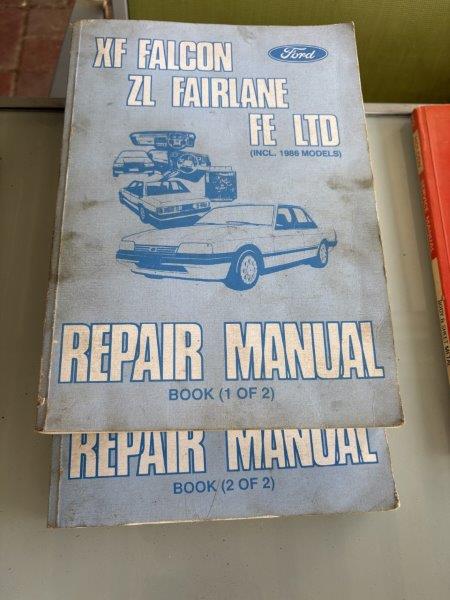 XF FALCON
Ford
ZL FAIRLANE
FE LTD
(INCL. 1986 MODELS)
REPAIR MANUAL
BOOK (1 OF 2)
REPAIR MANUAL
BOOK (2 OF 2)